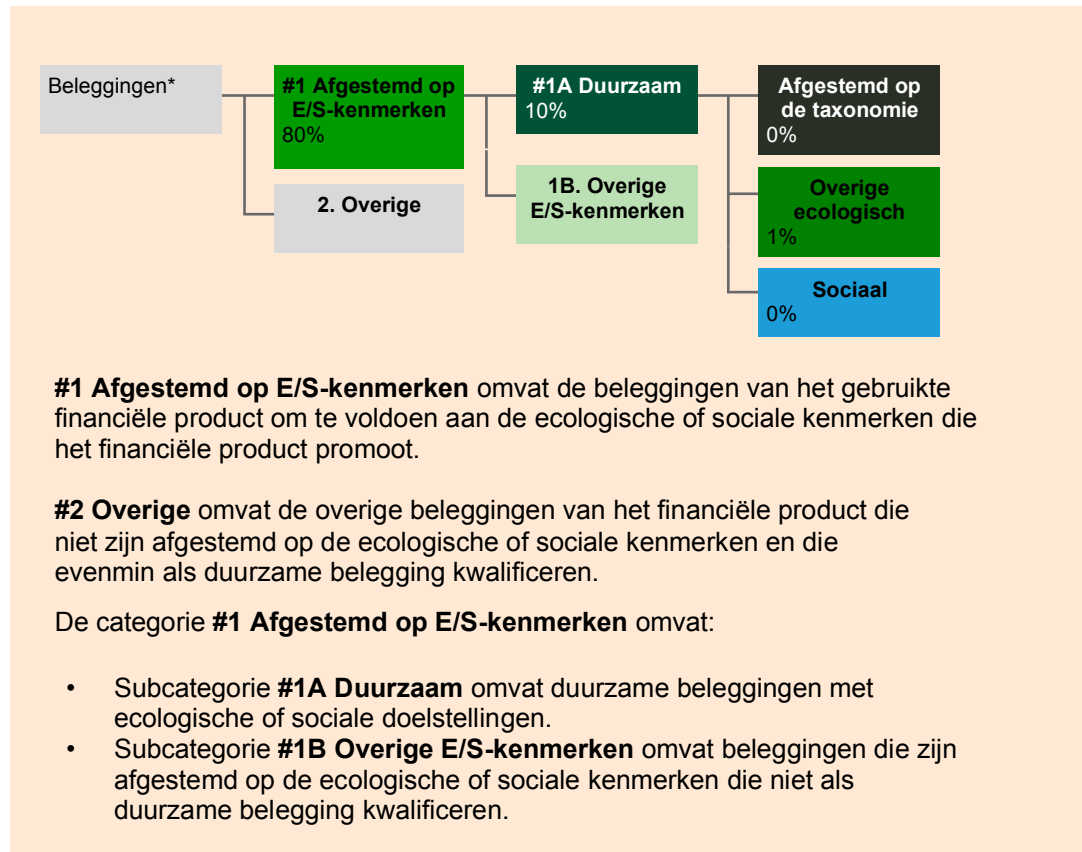 Beleggingen*
#1 Afgestemd op
E/S-kenmerken
80%
2. Overige
#1A Duurzaam
10%
1B. Overige
E/S-kenmerken
Afgestemd op
de taxonomie
0%
Overige
ecologisch
1%
Sociaal
0%
#1 Afgestemd op E/S-kenmerken omvat de beleggingen van het gebruikte
financiële product om te voldoen aan de ecologische of sociale kenmerken die
het financiële product promoot.
#2 Overige omvat de overige beleggingen van het financiële product die
niet zijn afgestemd op de ecologische of sociale kenmerken en die
evenmin als duurzame belegging kwalificeren.
De categorie #1 Afgestemd op E/S-kenmerken omvat:
• Subcategorie #1A Duurzaam omvat duurzame beleggingen met
ecologische of sociale doelstellingen.
• Subcategorie #1B Overige E/S-kenmerken omvat beleggingen die zijn
afgestemd op de ecologische of sociale kenmerken die niet als
duurzame belegging kwalificeren.